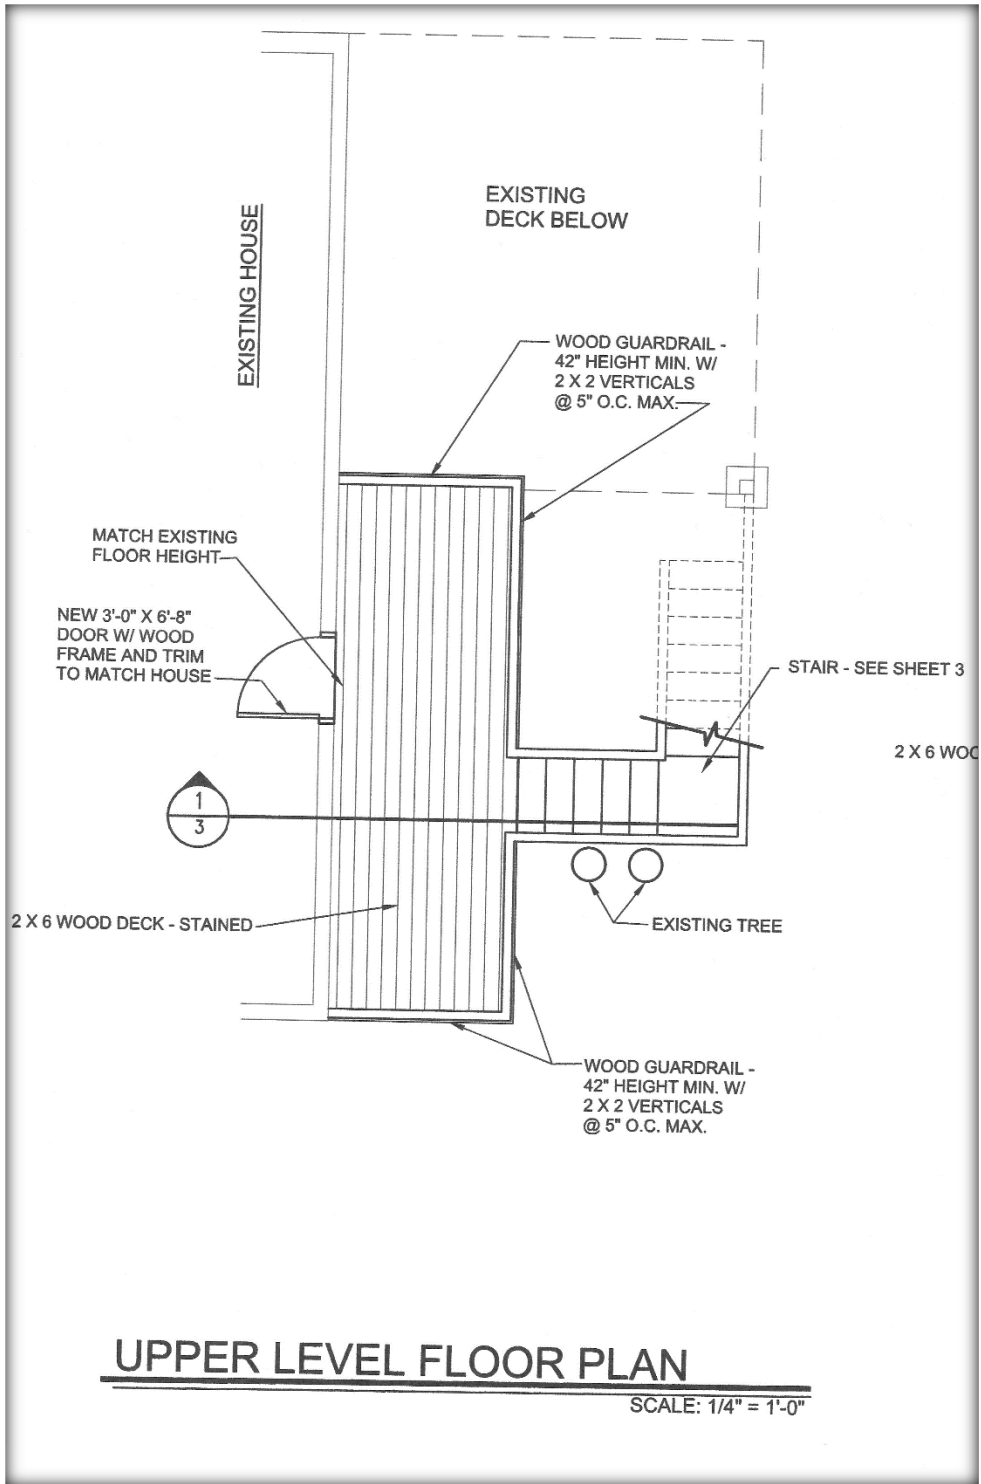 EXISTING
DECK BELOW
EXISTING HOUSE
WOOD GUARDRAIL -
42" HEIGHT MIN. W/
2 X 2 VERTICALS
@ 5" O.C. MAX.
MATCH EXISTING
FLOOR HEIGHT
NEW 3'-0" X 6'-8"
DOOR W/ WOOD
FRAME AND TRIM
TO MATCH HOUSE
STAIR - SEE SHEET 3
2 X 6 WOO
1
3
2 X 6 WOOD DECK - STAINED
EXISTING TREE
WOOD GUARDRAIL -
42" HEIGHT MIN. W/
2 X 2 VERTICALS
@ 5" O.C. MAX.
UPPER LEVEL FLOOR PLAN
SCALE: 1/4" = 1'-0"